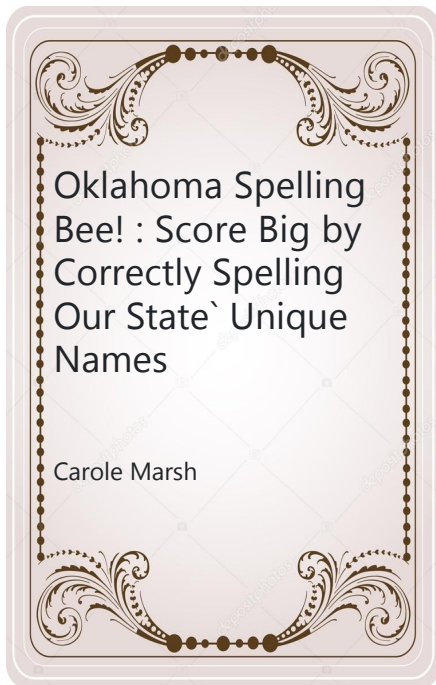 Oklahoma Spelling
Bee! : Score Big by
Correctly Spelling
Our State` Unique
Names
Carole Marsh